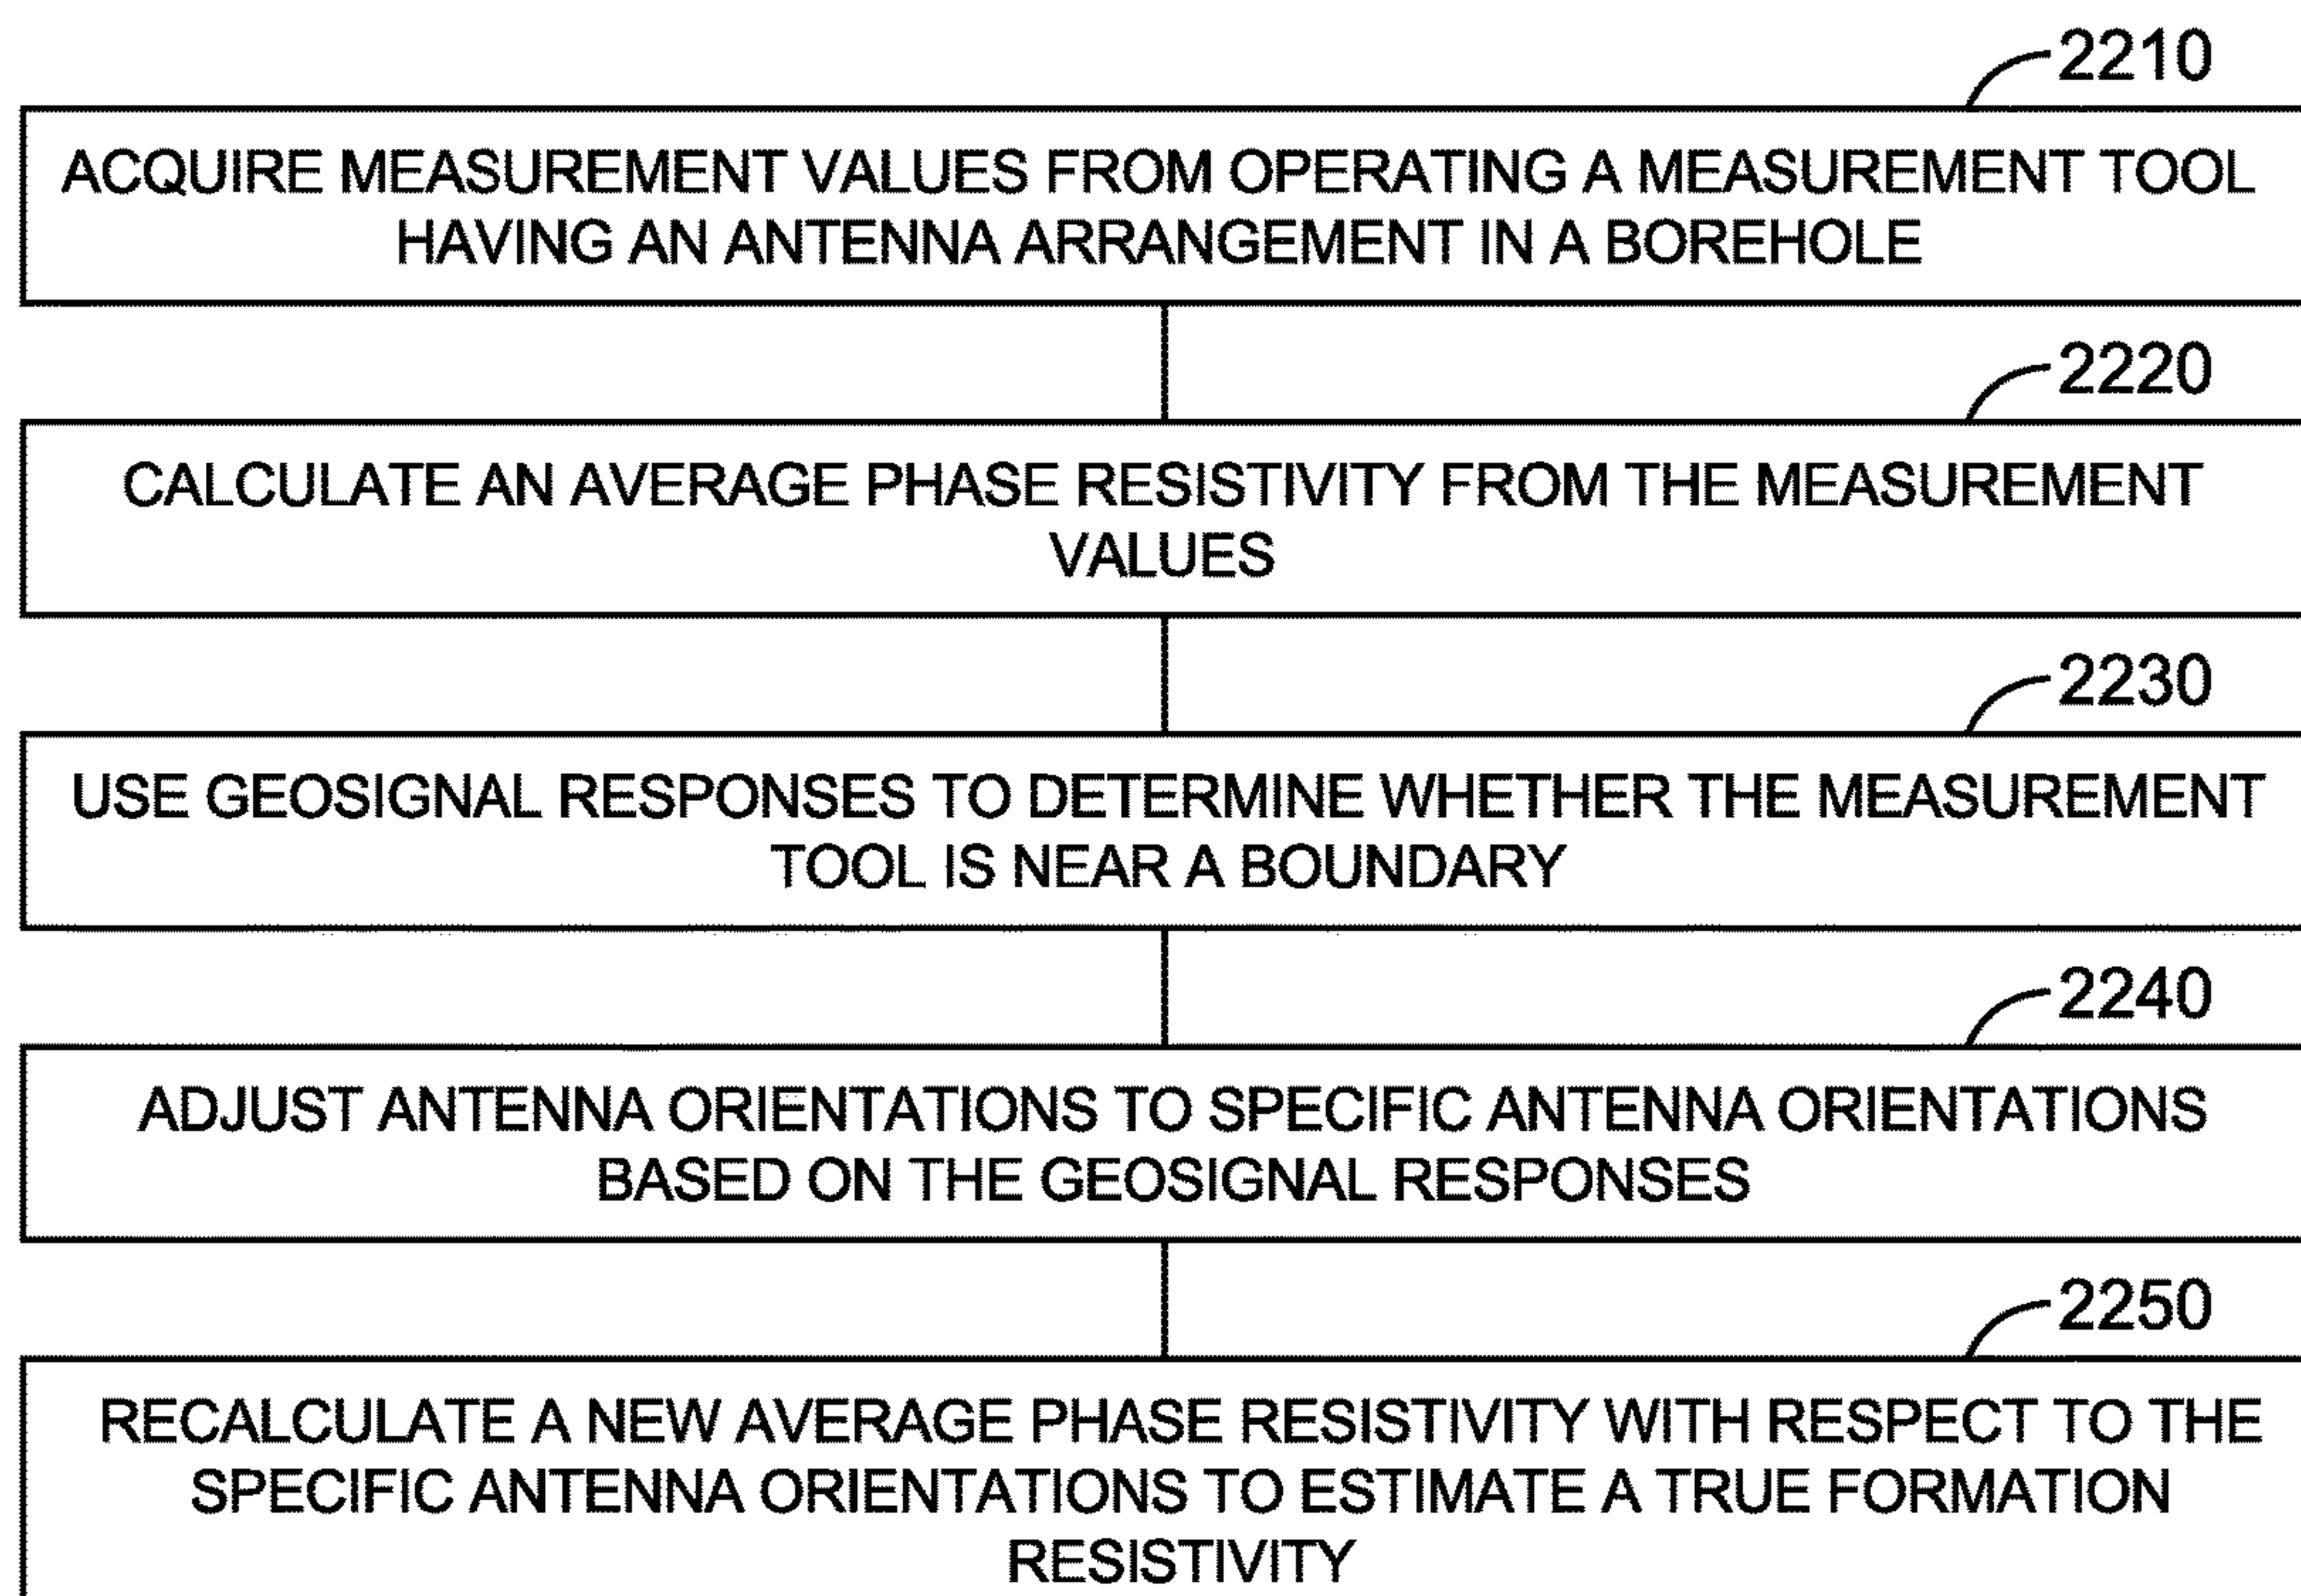 2210
ACQUIRE MEASUREMENT VALUES FROM OPERATING A MEASUREMENT TOOL
HAVING AN ANTENNA ARRANGEMENT IN A BOREHOLE
2220
CALCULATE AN AVERAGE PHASE RESISTIVITY FROM THE MEASUREMENT
VALUES
2230
USE GEOSIGNAL RESPONSES TO DETERMINE WHETHER THE MEASUREMENT
TOOL IS NEAR A BOUNDARY
2240
ADJUST ANTENNA ORIENTATIONS TO SPECIFIC ANTENNA ORIENTATIONS
BASED ON THE GEOSIGNAL RESPONSES
2250
RECALCULATE A NEW AVERAGE PHASE RESISTIVITY WITH RESPECT TO THE
SPECIFIC ANTENNA ORIENTATIONS TO ESTIMATE A TRUE FORMATION
RESISTIVITY